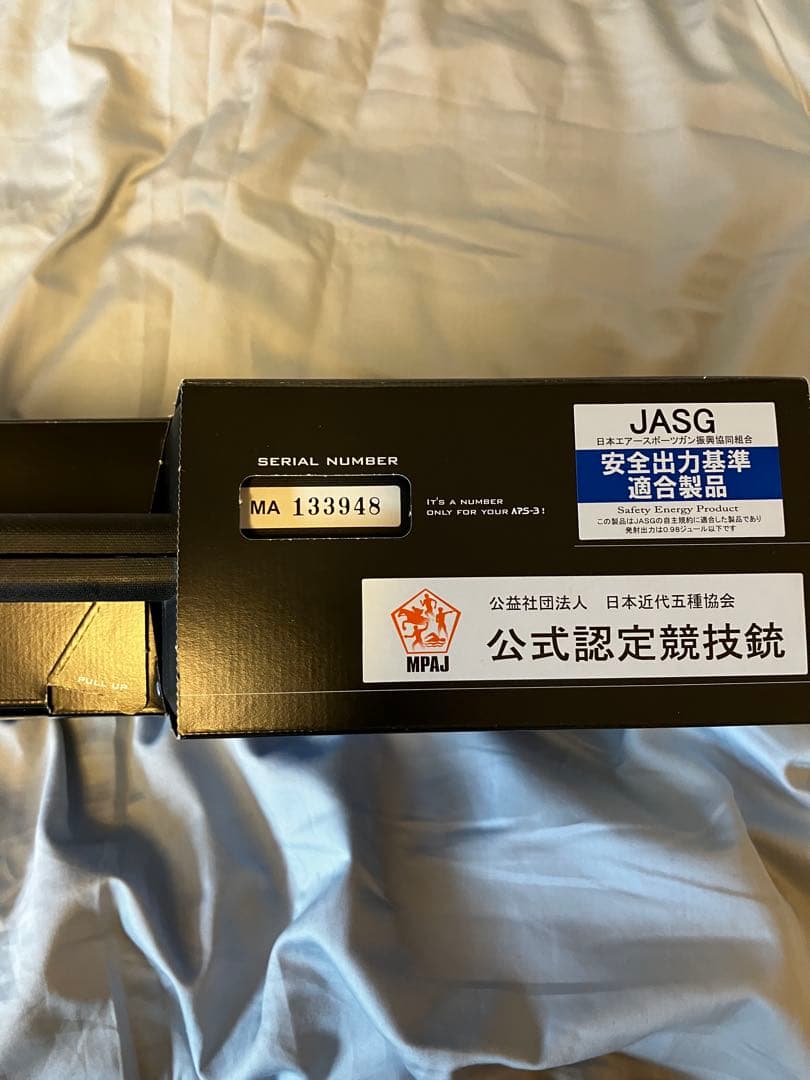 SERIAL NUMBER
MA 133948
IT'S A NUMBER
ONLY FOR YOUR APS-3!
JASG
日本エアースポーツガン振興協同組合
安全出力基準
適合製品
Safety Energy Product
この製品はJASGの自主規約に適合した製品であり
発射出力は0.98ジュール以下です
公益社団法人 日本近代五種協会
公式認定競技銃
MPAJ
PULL UP